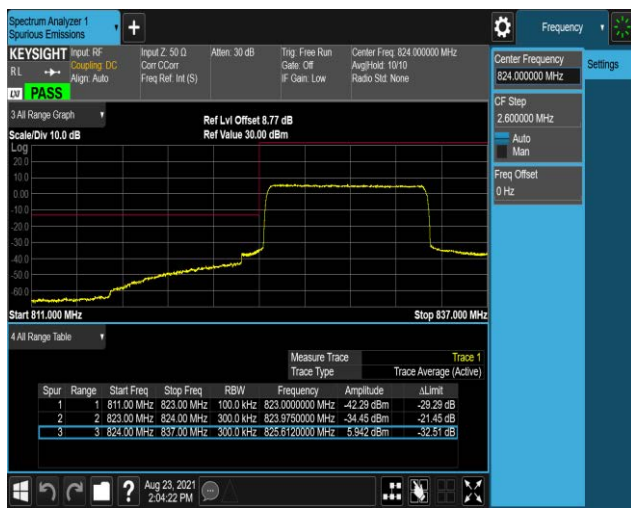 Spectrum Analyzer 1
Spurious Emissions
+
Frequency
KEYSIGHT
RL
Input: RF
Coupling: DC
Align: Auto
Input Z: 50 Ω
Corr CCorr
Freq Ref: Int (S)
Atten: 30 dB
Trig: Free Run
Gate: Off
IF Gain: Low
Center Freq: 824.000000 MHz
Avg|Hold: 10/10
Radio Std: None
LXI PASS
Center Frequency
824.000000 MHz
Settings
CF Step
2.600000 MHz
Auto
Man
Freq Offset
0 Hz
3 All Range Graph
Scale/Div 10.0 dB
Ref Lvl Offset 8.77 dB
Ref Value 30.00 dBm
Log
20.0
10.0
0.00
-10.0
-20.0
-30.0
-40.0
-50.0
-60.0
Start 811.000 MHz
Stop 837.000 MHz
4 All Range Table
Measure Trace Trace 1
Trace Type Trace Average (Active)
Spur Range Start Freq Stop Freq RBW Frequency Amplitude ΔLimit
1 1 811.00 MHz 823.00 MHz 100.0 kHz 823.0000000 MHz -42.29 dBm -29.29 dB
2 2 823.00 MHz 824.00 MHz 300.0 kHz 823.9750000 MHz -34.45 dBm -21.45 dB
3 3 824.00 MHz 837.00 MHz 300.0 kHz 825.6120000 MHz 5.942 dBm -32.51 dB
?
Aug 23, 2021
2:04:22 PM